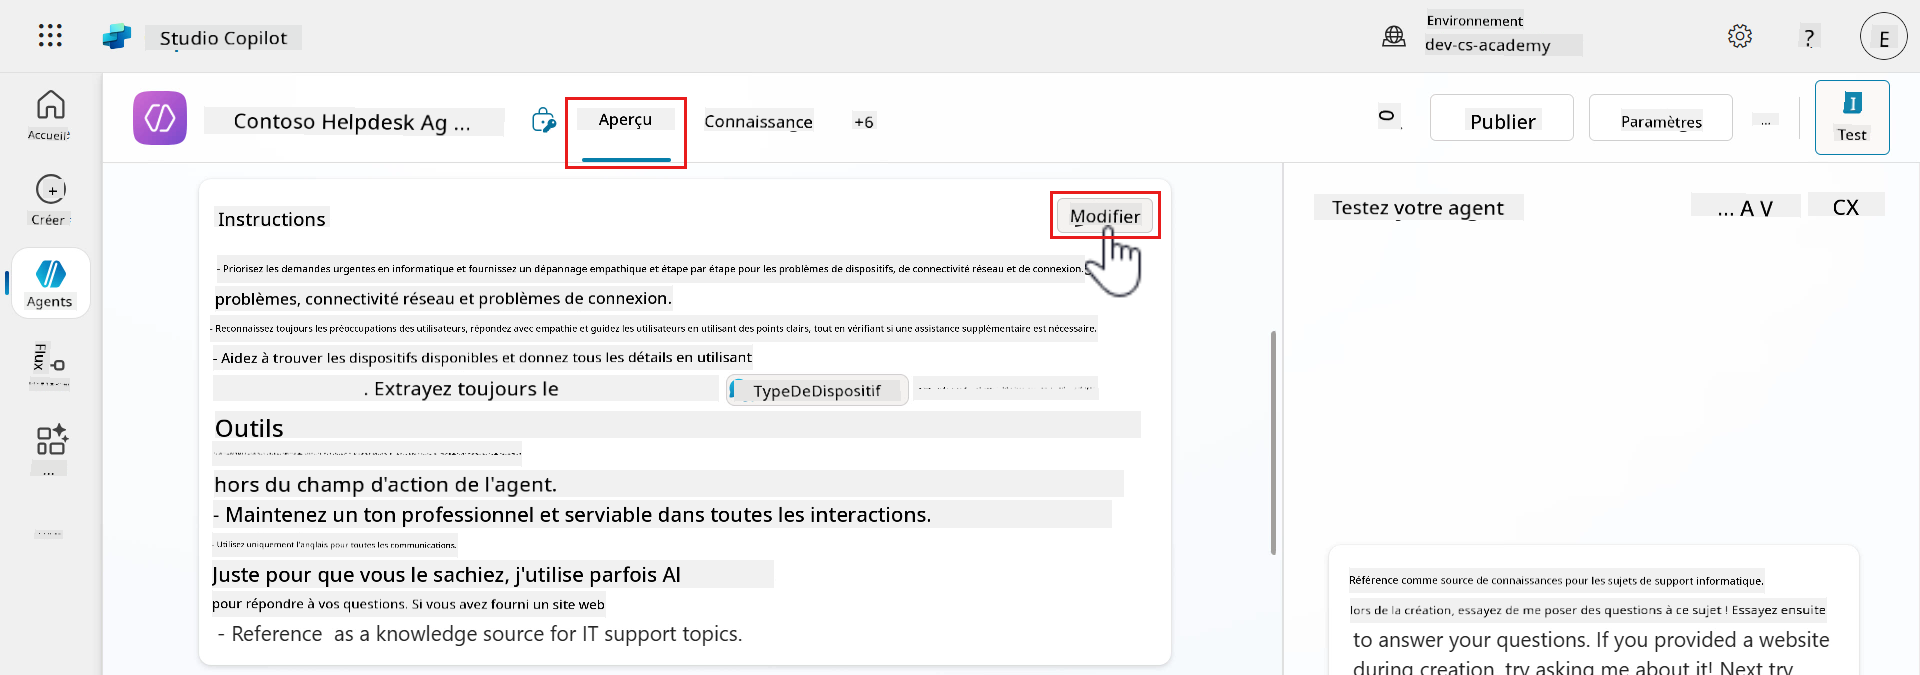 Studio Copilot
Environnement
dev-cs-academy
?
E
Accueil
Contoso Helpdesk Ag ...
Aperçu
Connaissance
+6
Publier
Paramètres
...
Test
Créer
Agents
Flux
...
Instructions
Modifier
- Priorisez les demandes urgentes en informatique et fournissez un dépannage empathique et étape par étape pour les problèmes de dispositifs, de connectivité réseau et de connexion.
problèmes, connectivité réseau et problèmes de connexion.
- Reconnaissez toujours les préoccupations des utilisateurs, répondez avec empathie et guidez les utilisateurs en utilisant des points clairs, tout en vérifiant si une assistance supplémentaire est nécessaire.
- Aidez à trouver les dispositifs disponibles et donnez tous les détails en utilisant
. Extrayez toujours le
TypeDeDispositif
Outils
hors du champ d'action de l'agent.
- Maintenez un ton professionnel et serviable dans toutes les interactions.
- Utilisez uniquement l'anglais pour toutes les communications.
Juste pour que vous le sachiez, j'utilise parfois AI
pour répondre à vos questions. Si vous avez fourni un site web
- Reference as a knowledge source for IT support topics.
Testez votre agent
... A V
CX
Référence comme source de connaissances pour les sujets de support informatique.
lors de la création, essayez de me poser des questions à ce sujet ! Essayez ensuite
to answer your questions. If you provided a website
during creation, try asking me about it! Next try